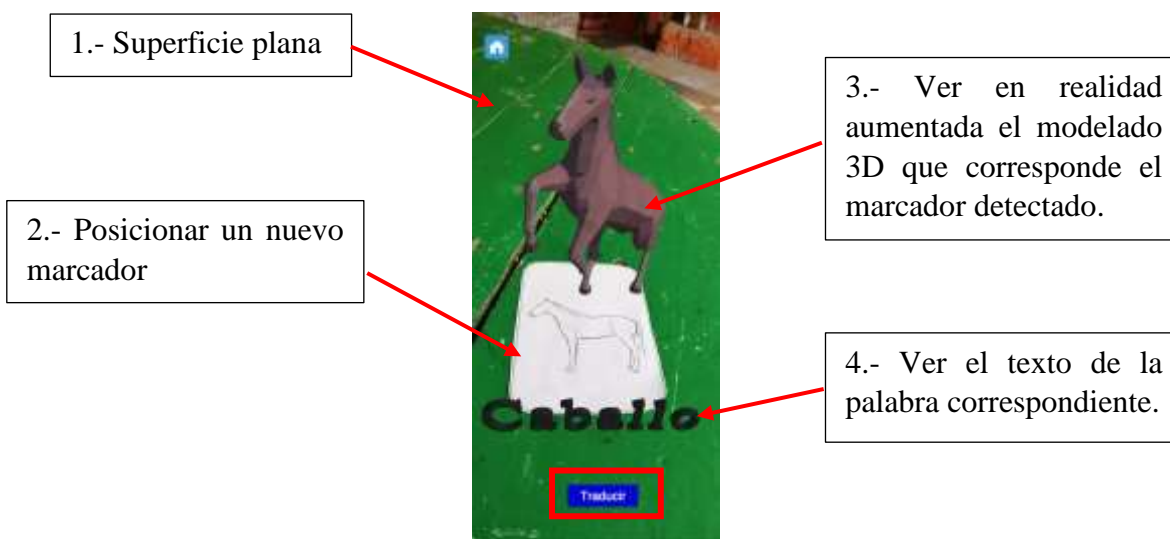 1.- Superficie plana
2.- Posicionar un nuevo
marcador
3.- Ver en realidad
aumentada el modelado
3D que corresponde el
marcador detectado.
4.- Ver el texto de la
palabra correspondiente.
Caballo
Traducir